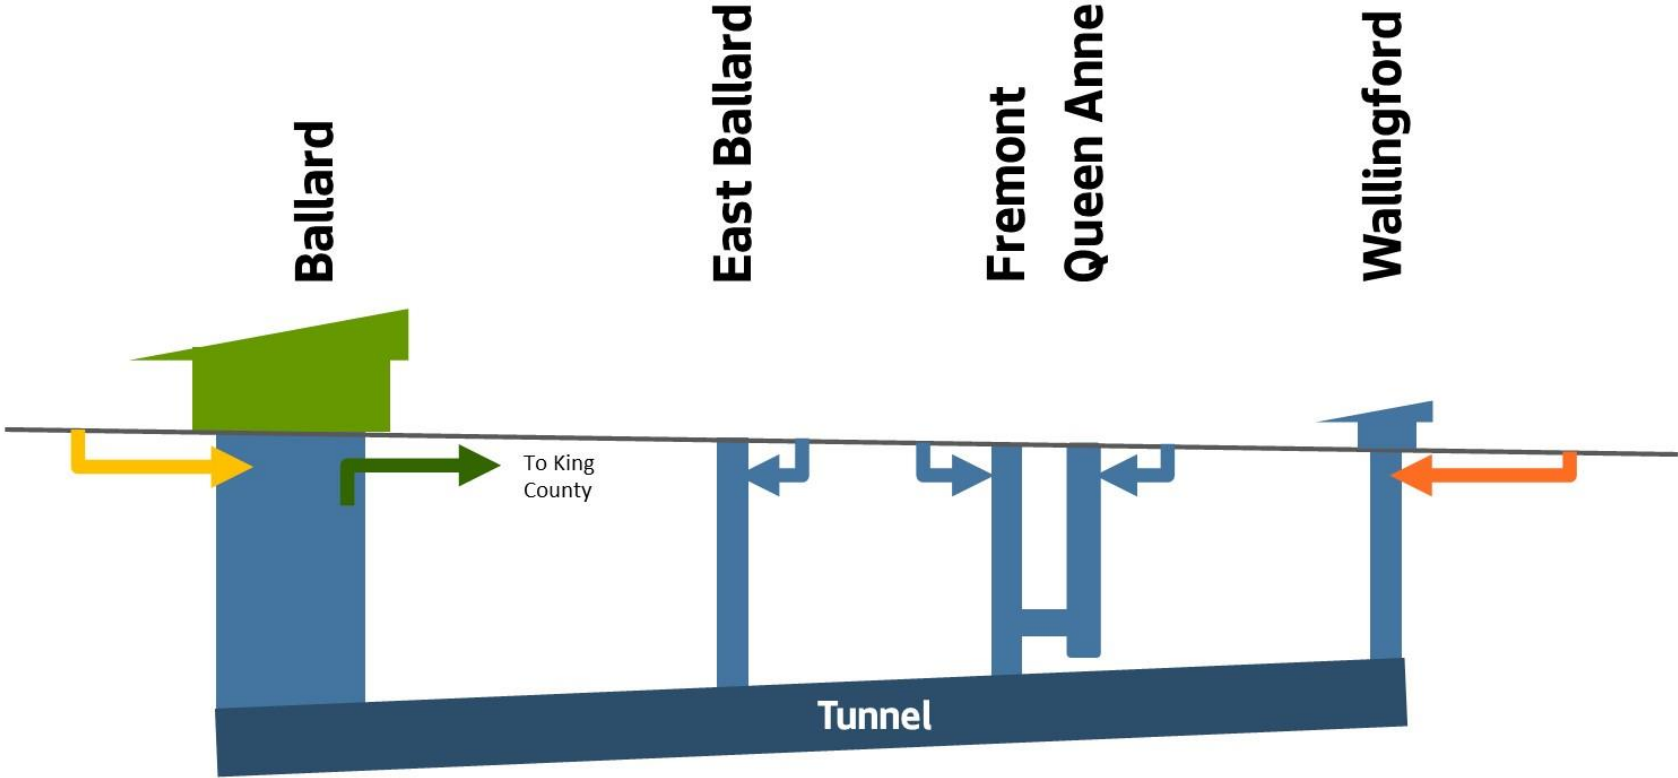 Ballard
East Ballard
Fremont
Queen Anne
Wallingford
To King
County
Tunnel